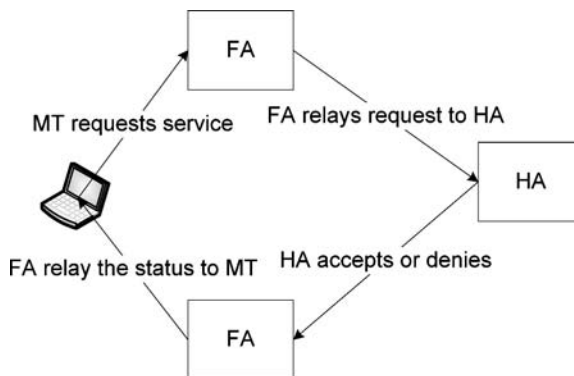 FA
MT requests service
FA relays request to HA
HA
FA relay the status to MT
HA accepts or denies
FA